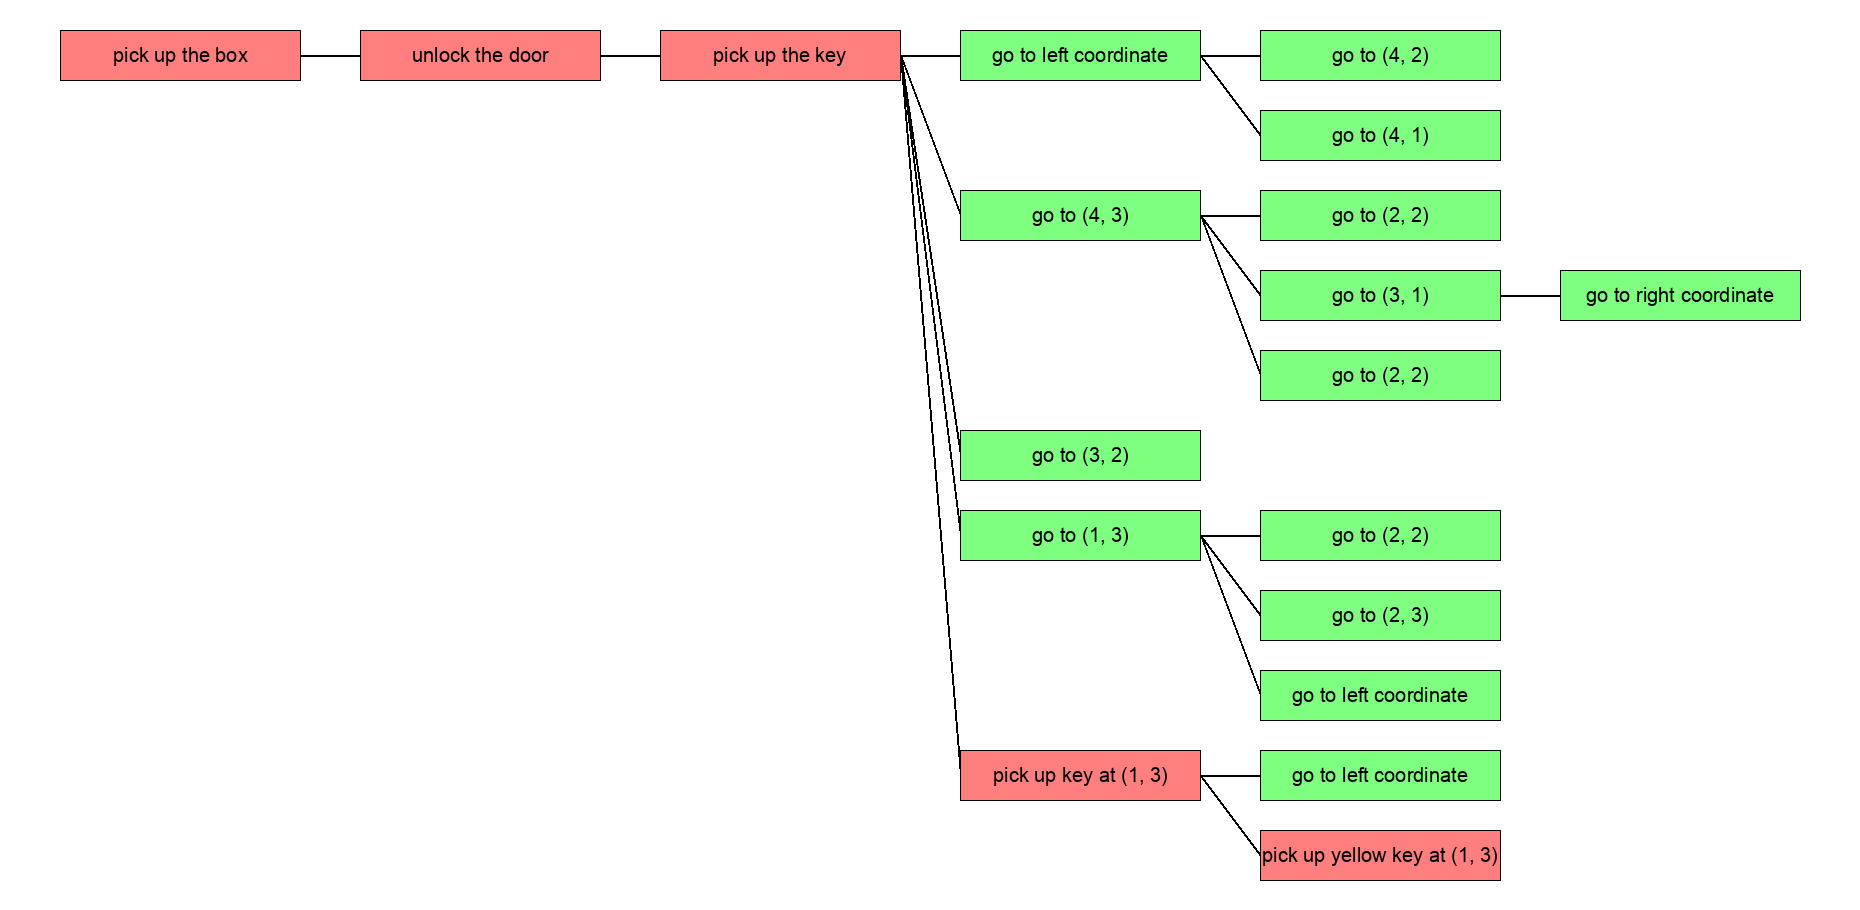 pick up the box
unlock the door
pick up the key
go to left coordinate
go to (4, 2)
go to (4, 1)
go to (4, 3)
go to (2, 2)
go to (3, 1)
go to right coordinate
go to (2, 2)
go to (3, 2)
go to (1, 3)
go to (2, 2)
go to (2, 3)
go to left coordinate
pick up key at (1, 3)
go to left coordinate
pick up yellow key at (1, 3)